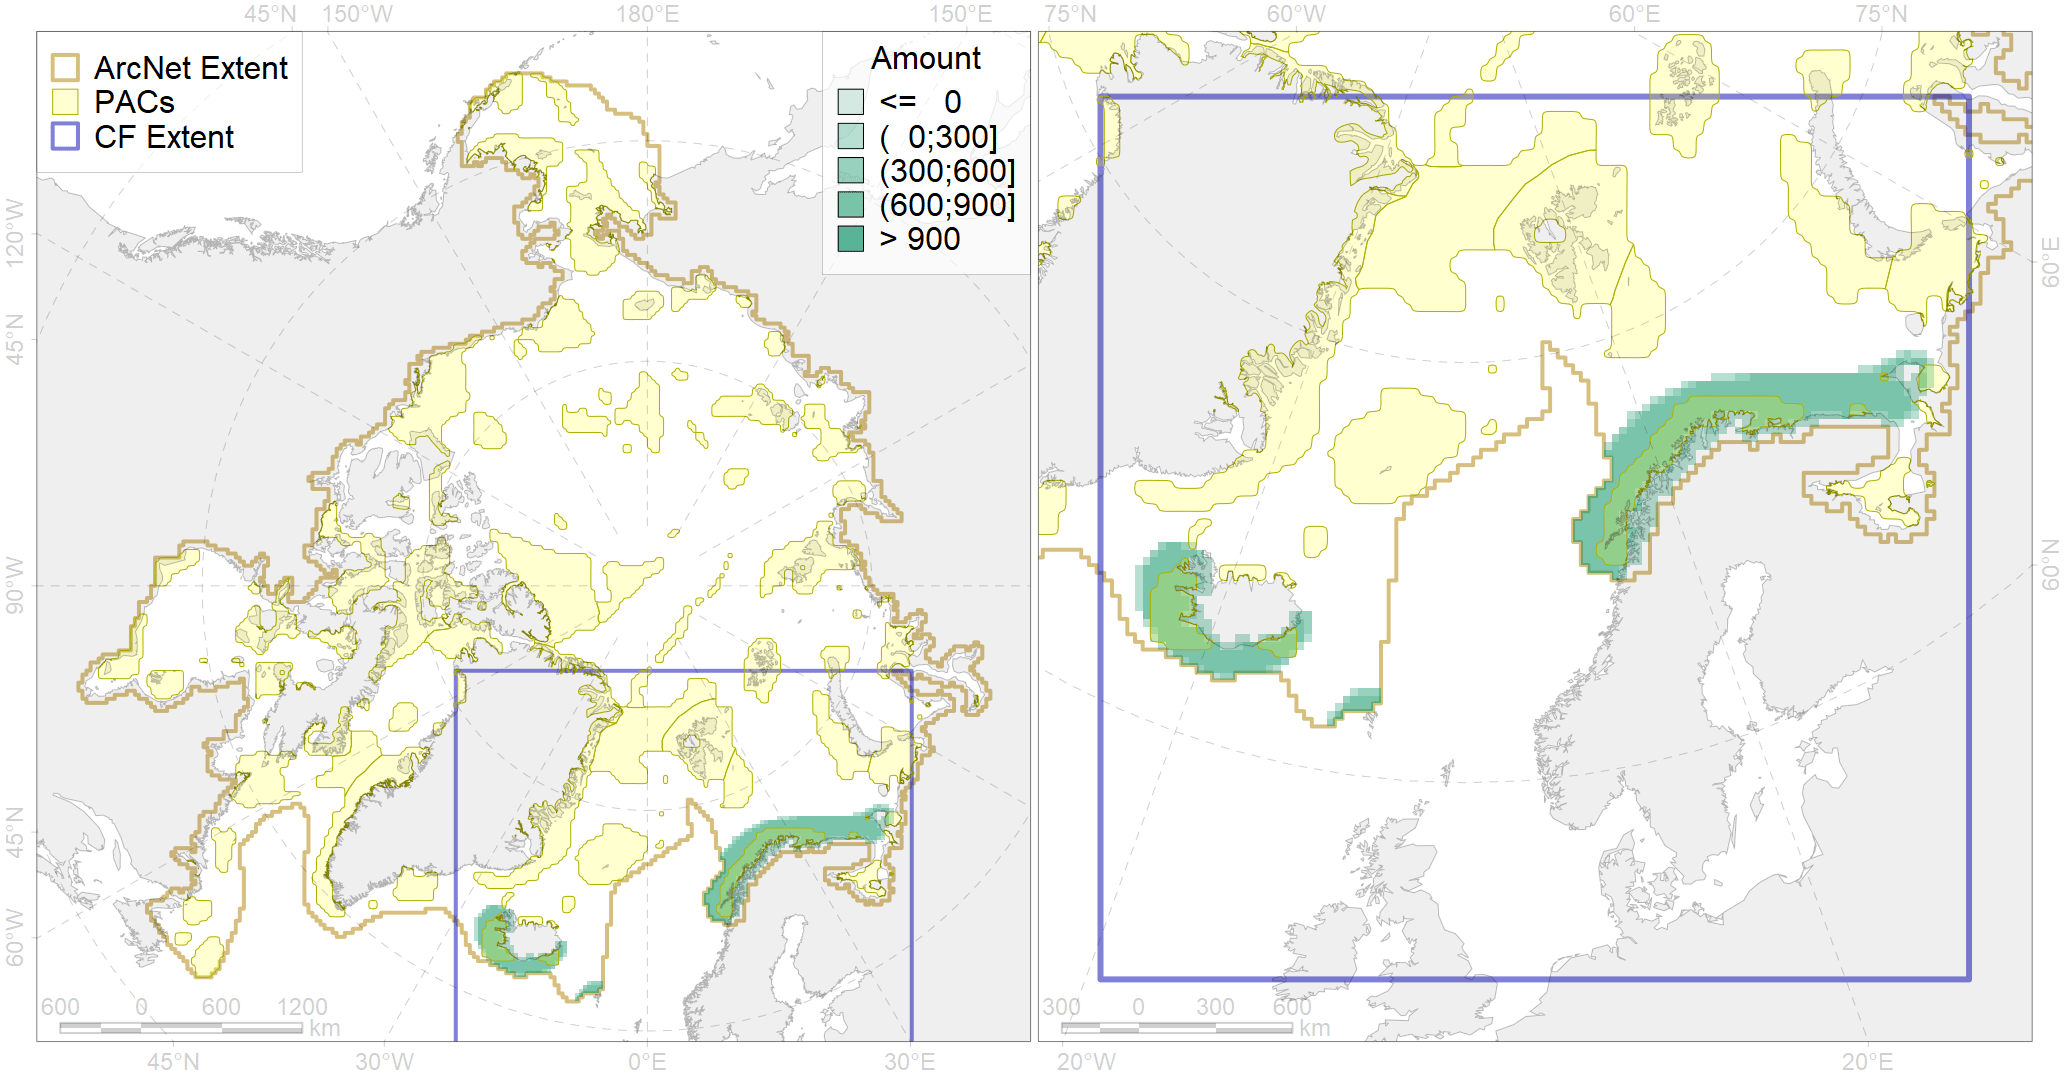 45°N 150°W 180°E 150°E 75°N 60°W 60°E 75°N
ArcNet Extent
PACs
CF Extent
Amount
<= 0
( 0;300]
(300;600]
(600;900]
> 900
120°W
45°N
90°W
45°N
60°W
60°E
60°N
600 0 600 1200
km
300 0 300 600
km
45°N 30°W 0°E 30°E 20°W 20°E